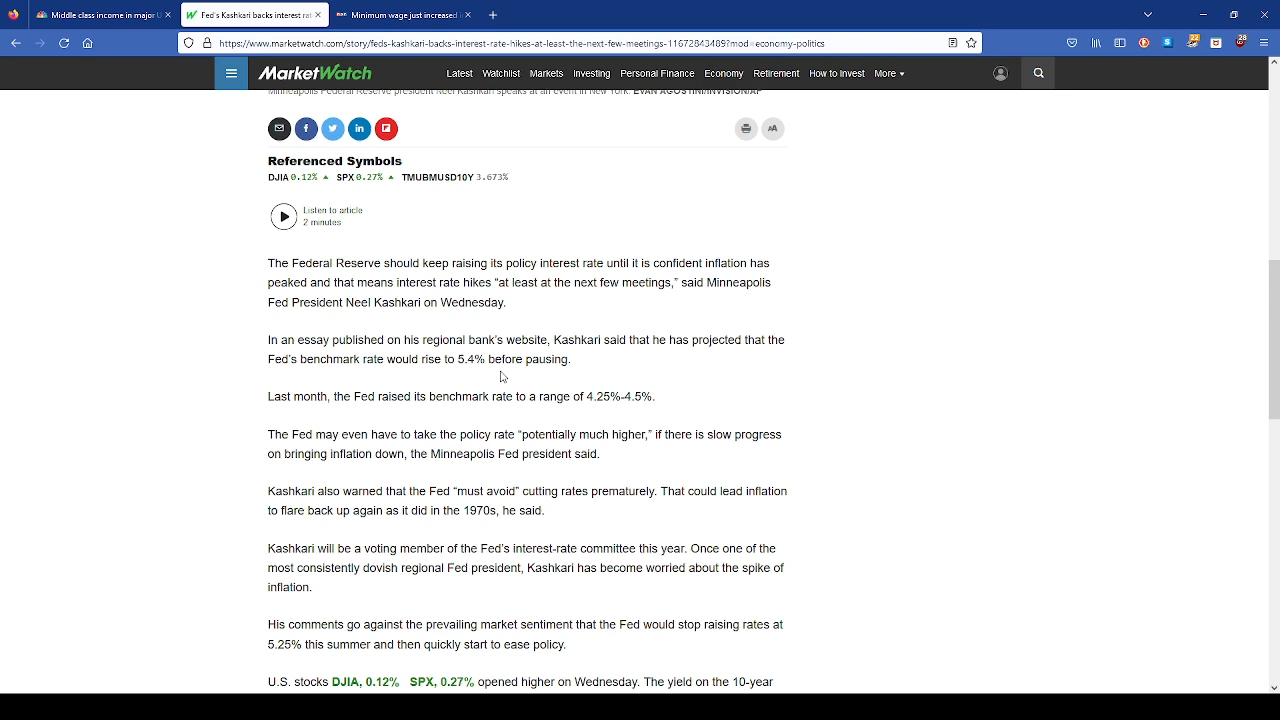 Middle class income in major U
Fed's Kashkari backs interest rat
Minimum wage just increased i
https://www.marketwatch.com/story/feds-kashkari-backs-interest-rate-hikes-at-least-the-next-few-meetings-11672843489?mod=economy-politics
22
28
MarketWatch
Latest Watchlist Markets Investing Personal Finance Economy Retirement How to Invest More
Minneapolis Federal Reserve president Neel Kashkari speaks at an event in New York. EVAN AGOSTINI/INVISION/AP
Referenced Symbols
DJIA 0.12% SPX 0.27% TMUBMUSD10Y 3.673%
Listen to article
2 minutes
The Federal Reserve should keep raising its policy interest rate until it is confident inflation has
peaked and that means interest rate hikes “at least at the next few meetings,” said Minneapolis
Fed President Neel Kashkari on Wednesday.
In an essay published on his regional bank’s website, Kashkari said that he has projected that the
Fed’s benchmark rate would rise to 5.4% before pausing.
Last month, the Fed raised its benchmark rate to a range of 4.25%-4.5%.
The Fed may even have to take the policy rate “potentially much higher,” if there is slow progress
on bringing inflation down, the Minneapolis Fed president said.
Kashkari also warned that the Fed “must avoid” cutting rates prematurely. That could lead inflation
to flare back up again as it did in the 1970s, he said.
Kashkari will be a voting member of the Fed’s interest-rate committee this year. Once one of the
most consistently dovish regional Fed president, Kashkari has become worried about the spike of
inflation.
His comments go against the prevailing market sentiment that the Fed would stop raising rates at
5.25% this summer and then quickly start to ease policy.
U.S. stocks DJIA, 0.12% SPX, 0.27% opened higher on Wednesday. The yield on the 10-year